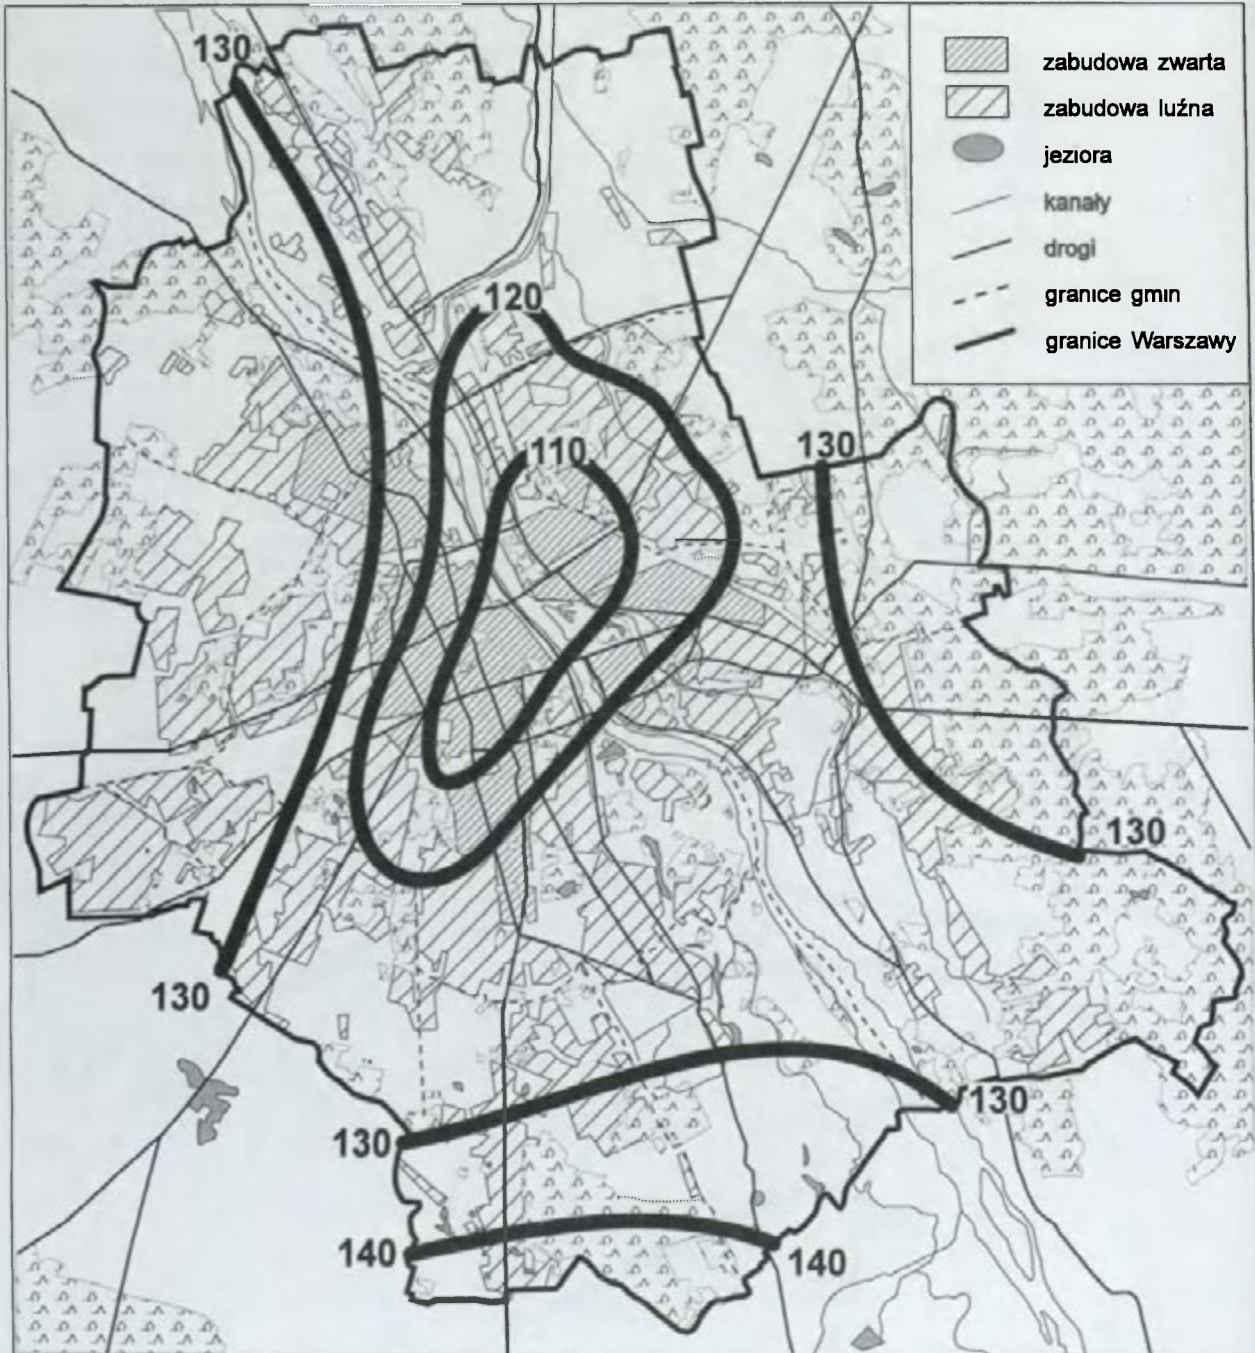 130
zabudowa zwarta
zabudowa luźna
jeziora
kanały
drogi
granice gmin
granice Warszawy
120
110
130
130
130
130
130
140
140